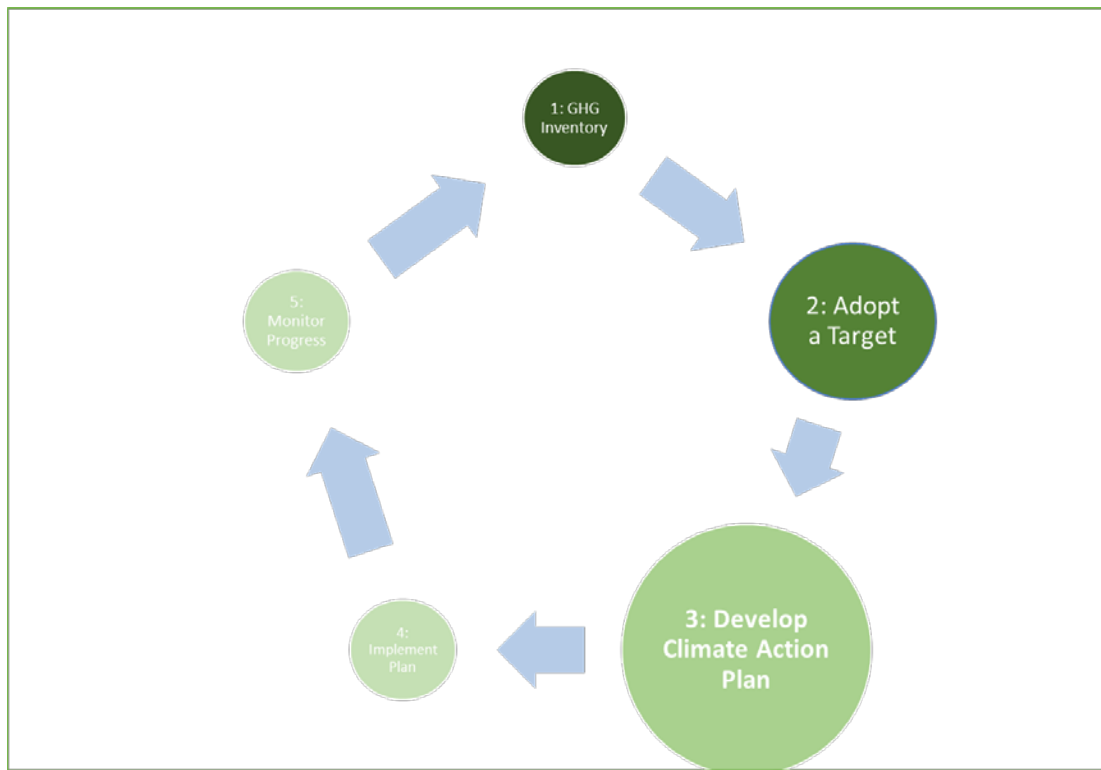 1: GHG
Inventory
2: Adopt
a Target
3: Develop
Climate Action
Plan
4:
Implement
Plan
5:
Monitor
Progress